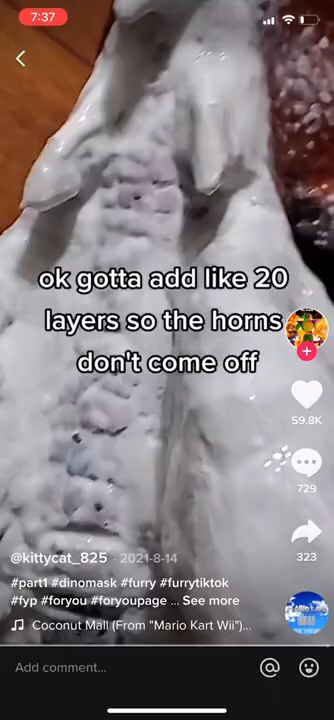 7:37
ok gotta add like 20
layers so the horns
don't come off
59.8K
729
323
@kittycat_825 · 2021-8-14
#part1 #dinomask #furry #furrytiktok
#fyp #foryou #foryoupage ... See more
Coconut Mall (From "Mario Kart Wii")...
Add comment...